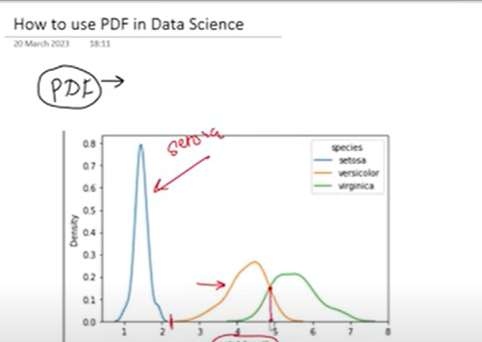 How to use PDF in Data Science
20 March 2023 18:11
PDF
setosa
species
setosa
versicolor
virginica
Density
0.8
0.7
0.6
0.5
0.4
0.3
0.2
0.1
0.0
1 2 3 4 5 6 7 8